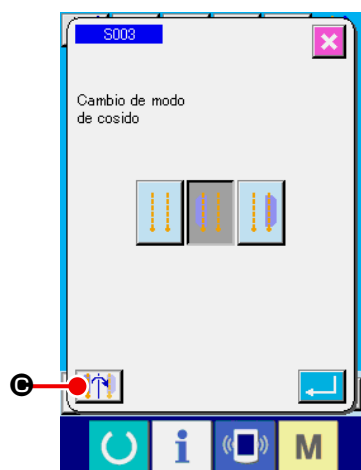 S003
Cambio de modo
de cosido
C
i
M